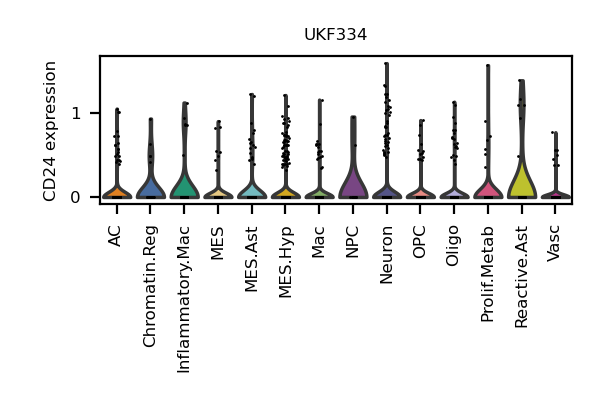 UKF334
CD24 expression
1
0
AC
Chromatin.Reg
Inflammatory.Mac
MES
MES.Ast
MES.Hyp
Mac
NPC
Neuron
OPC
Oligo
Prolif.Metab
Reactive.Ast
Vasc